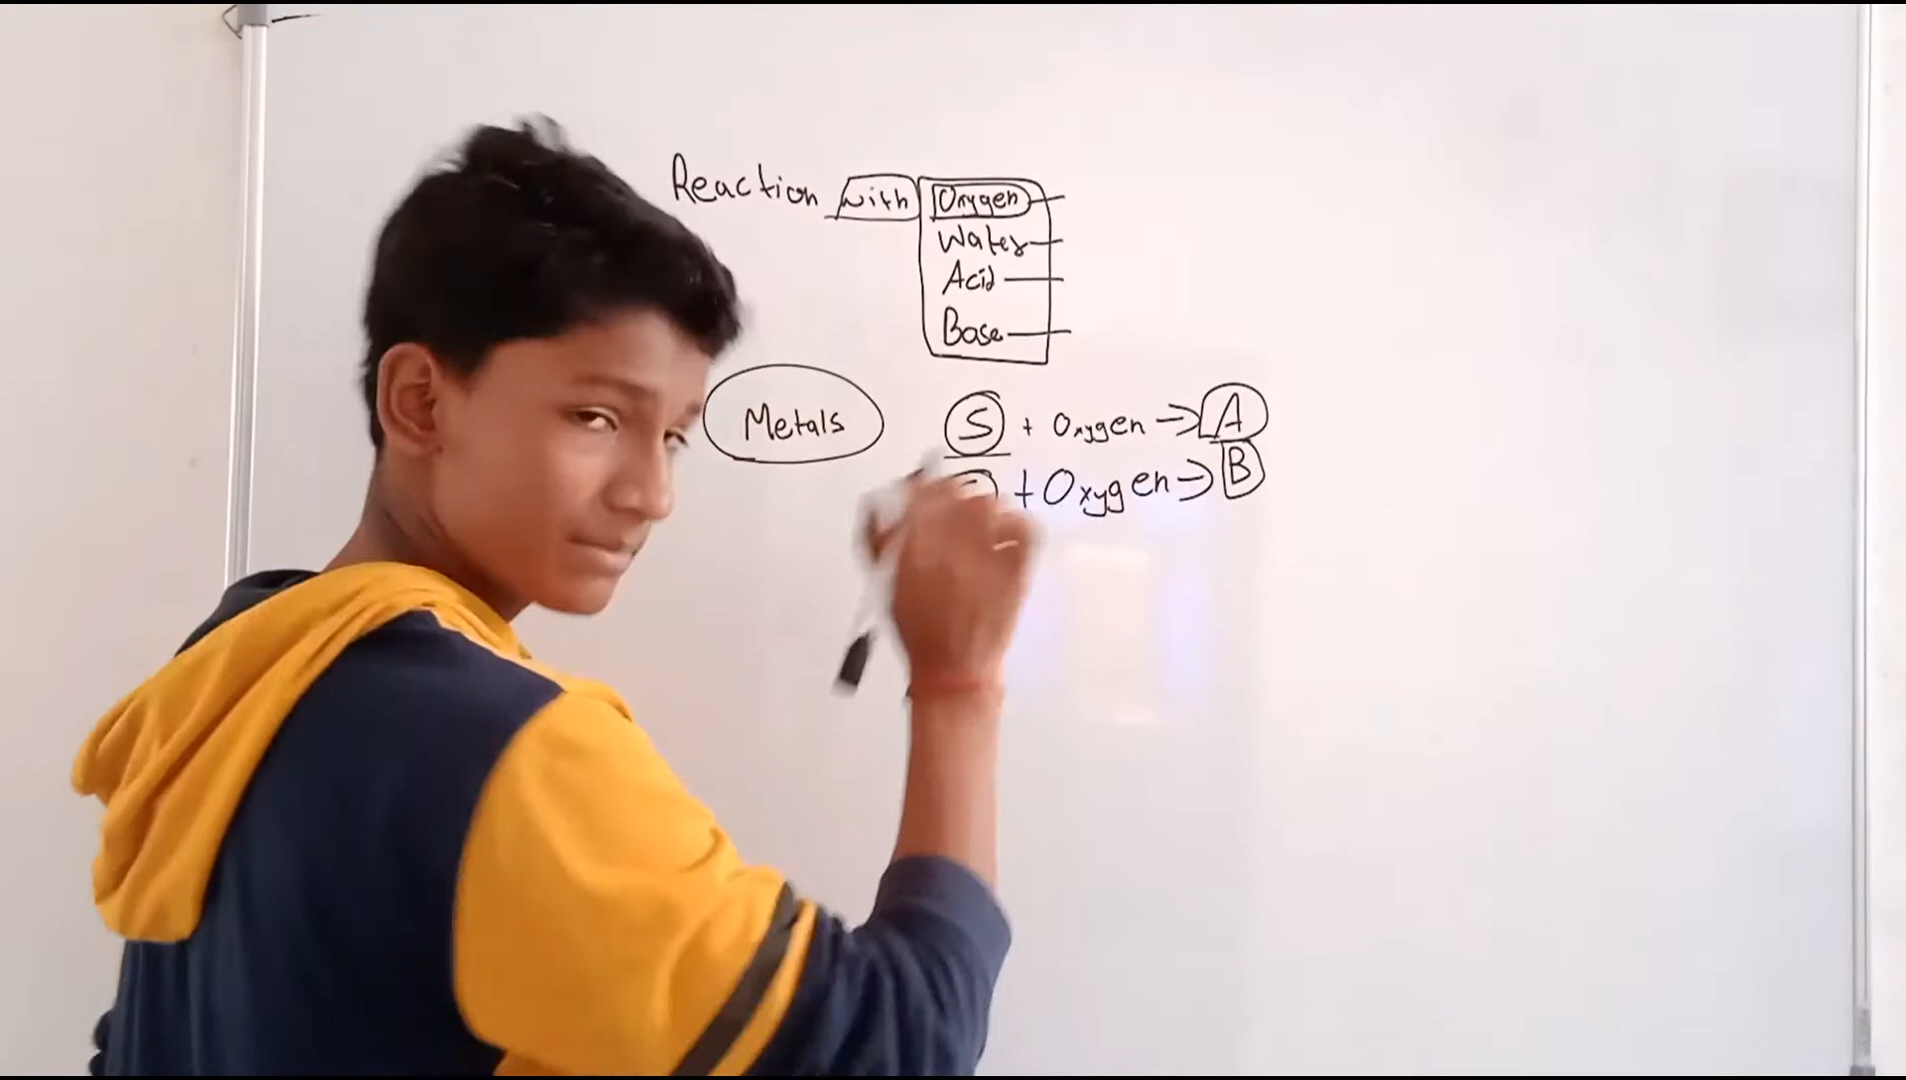 Reaction with Oxygen
Water
Acid
Base
Metals
S + Oxygen → A
+ Oxygen → B